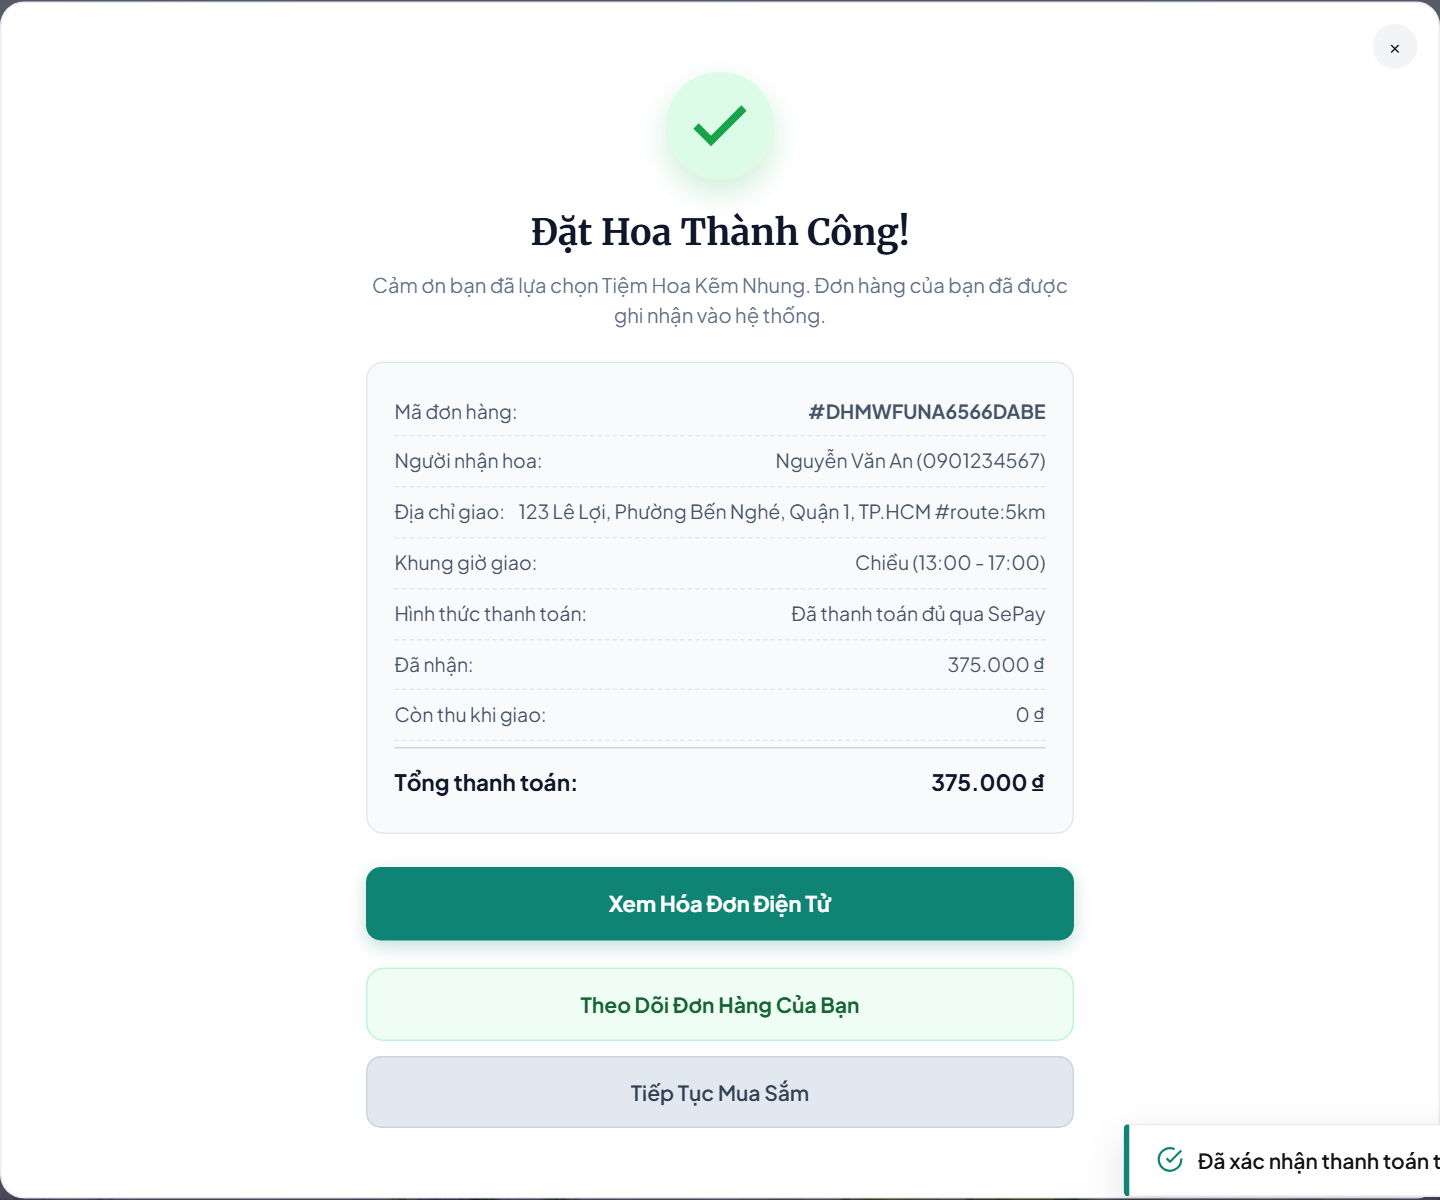 ×
Đặt Hoa Thành Công!
Cảm ơn bạn đã lựa chọn Tiệm Hoa Kẽm Nhung. Đơn hàng của bạn đã được
ghi nhận vào hệ thống.
Mã đơn hàng: #DHMWFUNA6566DABE
Người nhận hoa: Nguyễn Văn An (0901234567)
Địa chỉ giao: 123 Lê Lợi, Phường Bến Nghé, Quận 1, TP.HCM #route:5km
Khung giờ giao: Chiều (13:00 - 17:00)
Hình thức thanh toán: Đã thanh toán đủ qua SePay
Đã nhận: 375.000 ₫
Còn thu khi giao: 0 ₫
Tổng thanh toán: 375.000 ₫
Xem Hóa Đơn Điện Tử
Theo Dõi Đơn Hàng Của Bạn
Tiếp Tục Mua Sắm
Đã xác nhận thanh toán t